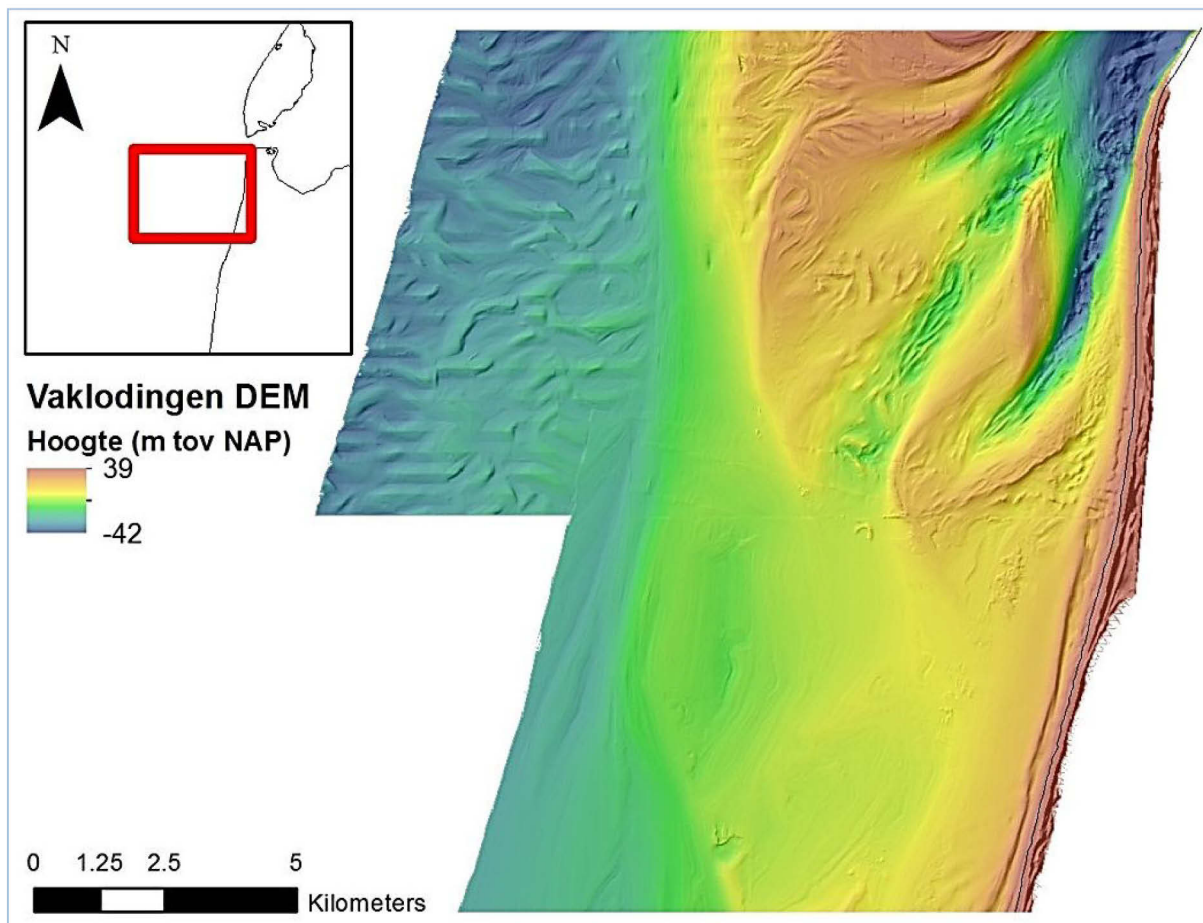 N
Vaklodingen DEM
Hoogte (m tov NAP)
39
-42
0 1.25 2.5 5
Kilometers